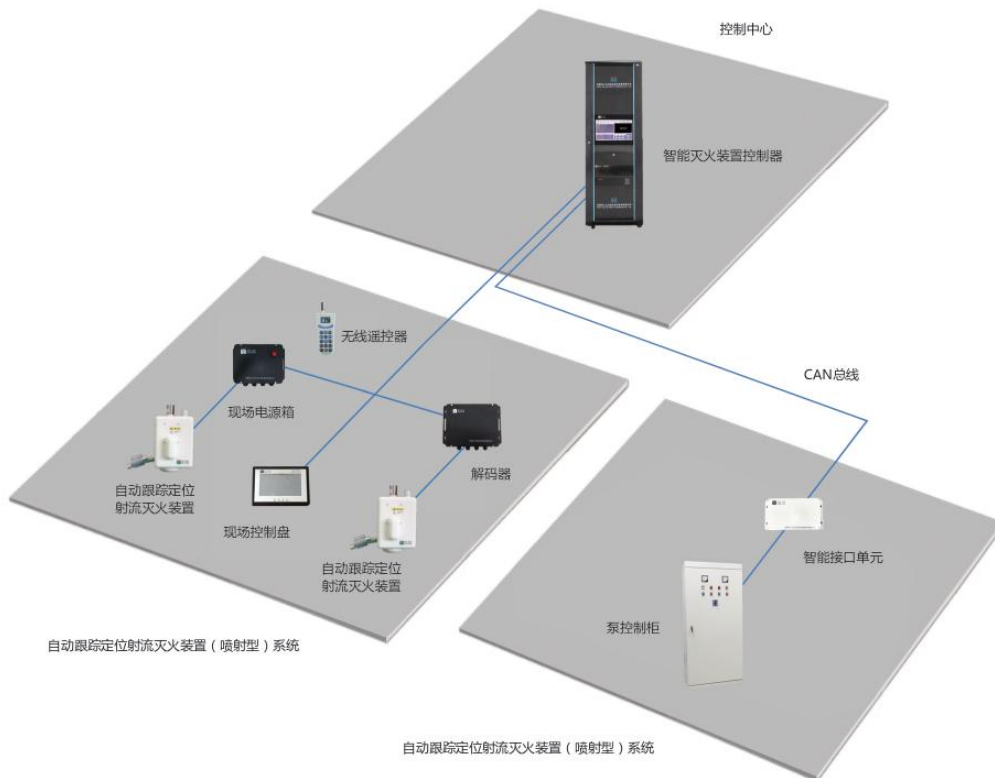 控制中心
智能灭火装置控制器
无线遥控器
CAN总线
现场电源箱
解码器
自动跟踪定位
射流灭火装置
现场控制盘
智能接口单元
自动跟踪定位
射流灭火装置
泵控制柜
自动跟踪定位射流灭火装置（喷射型）系统
自动跟踪定位射流灭火装置（喷射型）系统